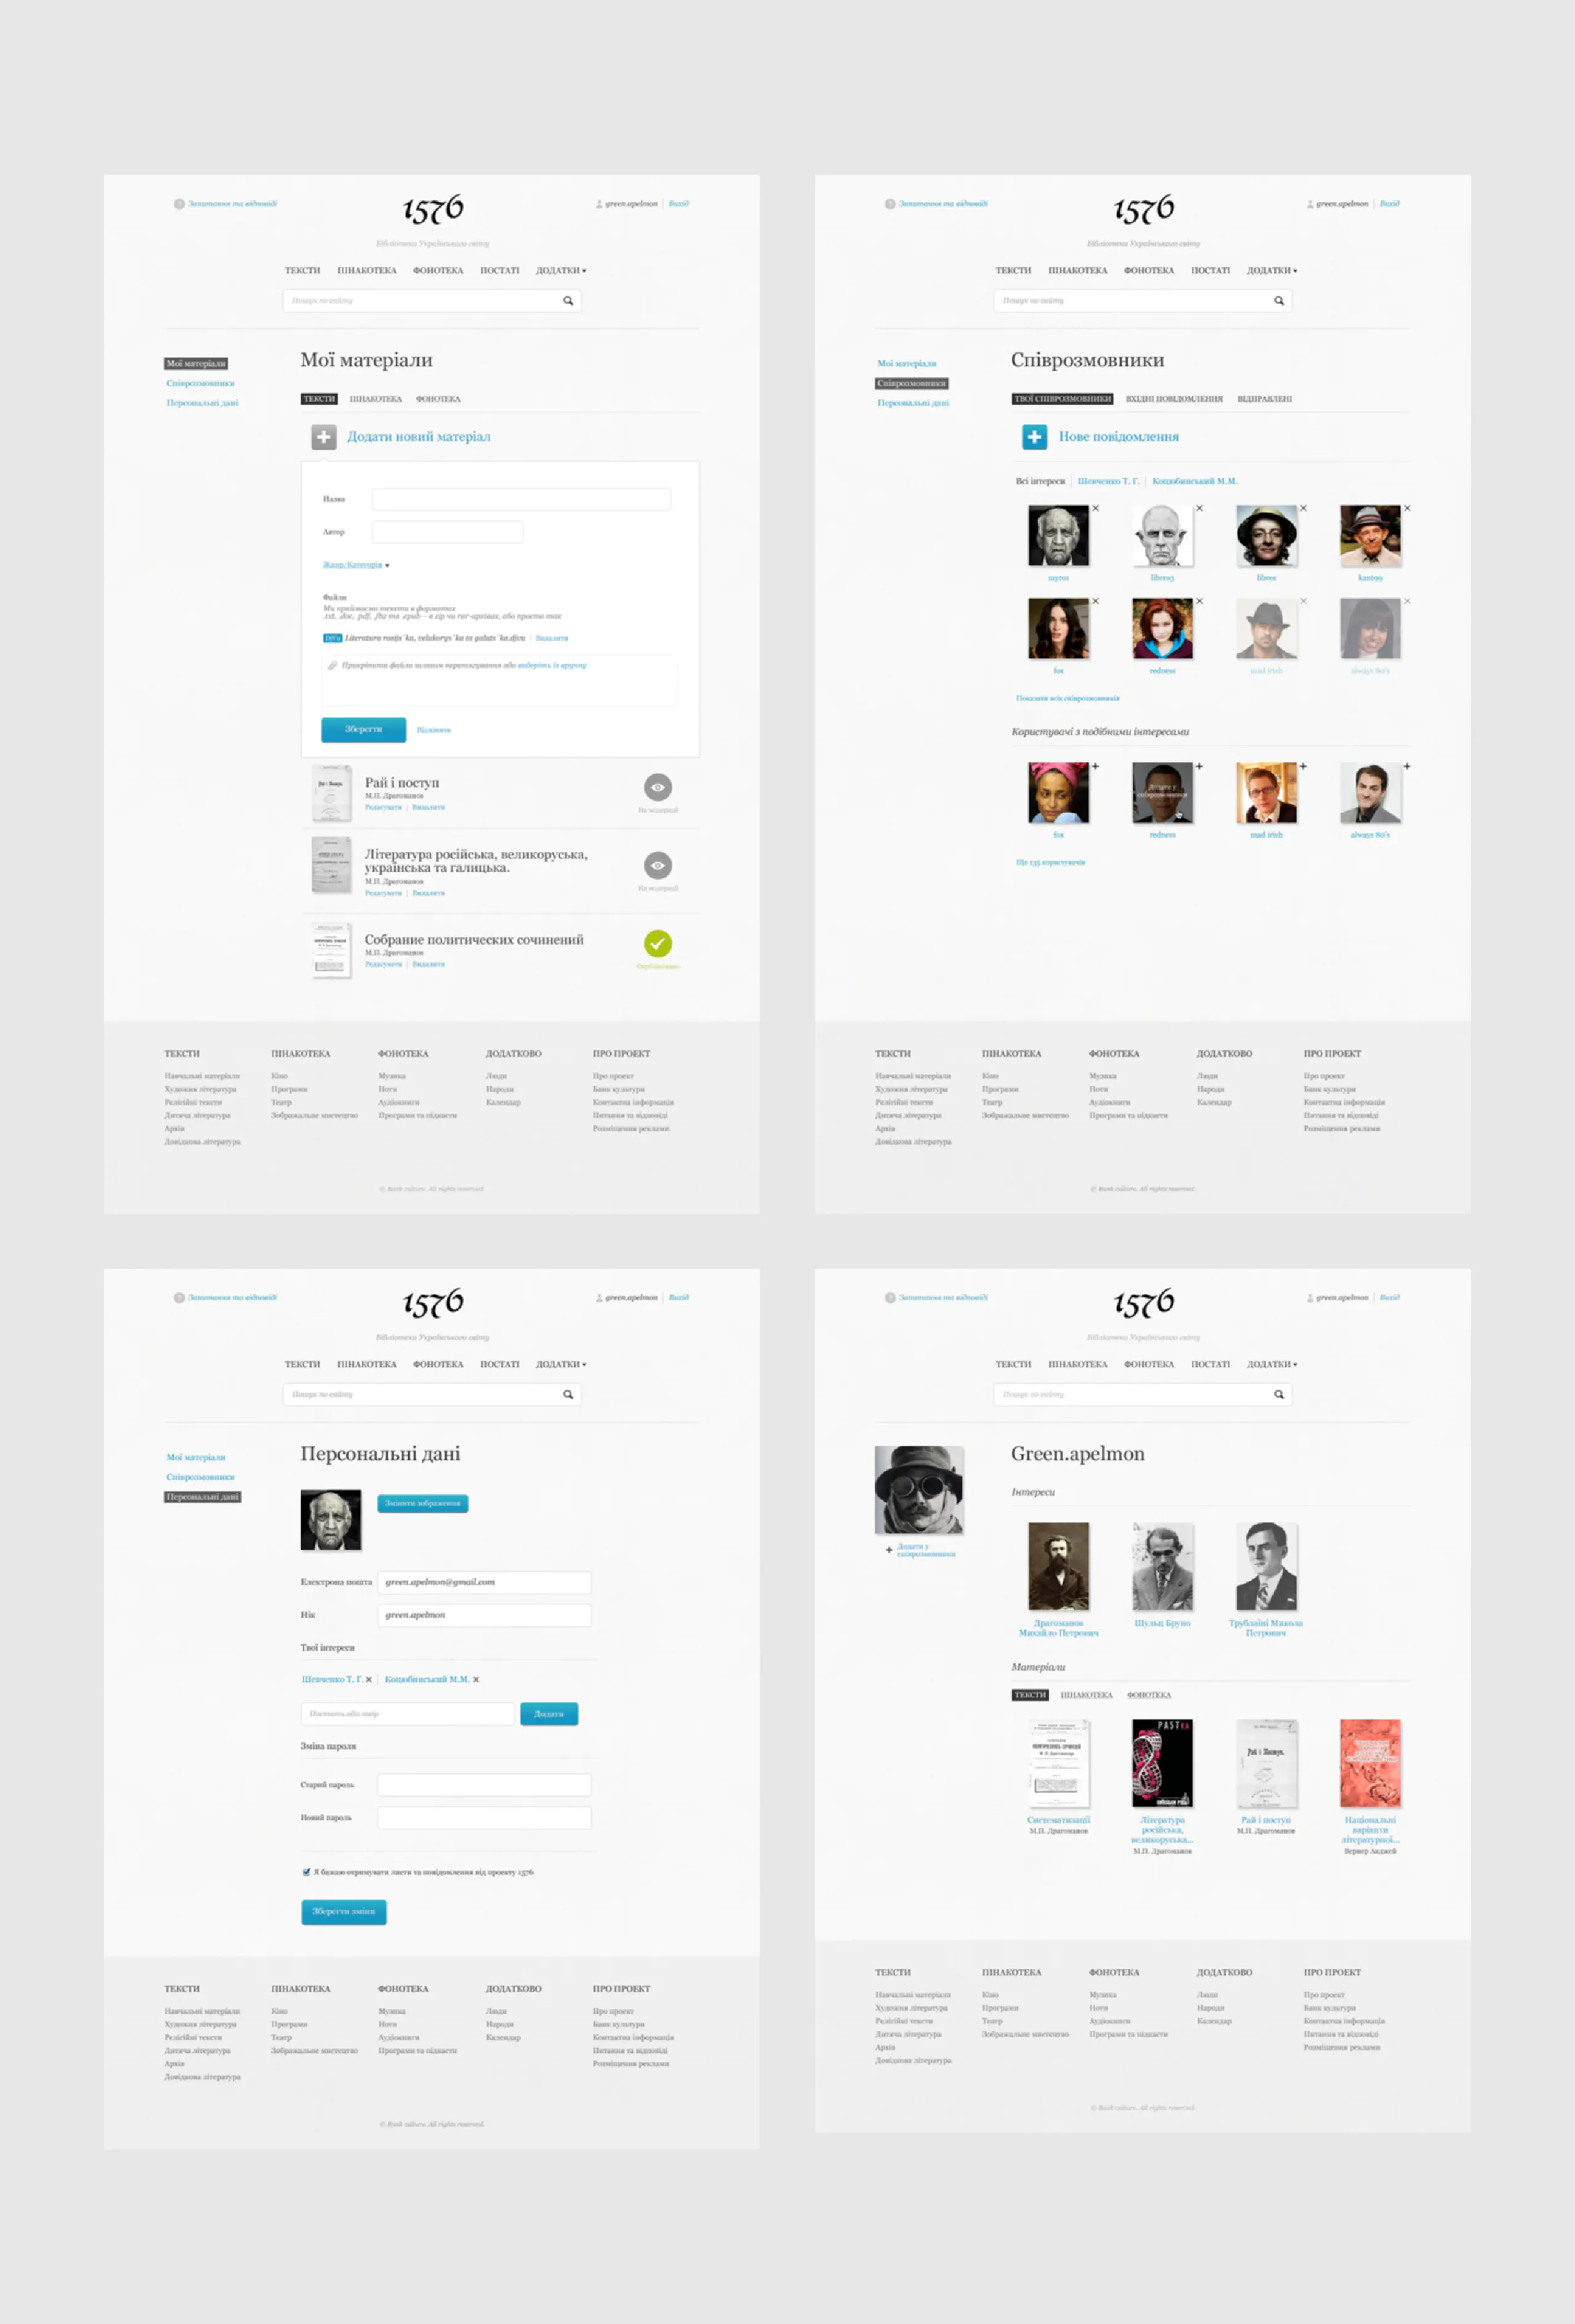 Запитання та відповіді
1576
green.apelmon | Вихід
Бібліотека Українського світу
ТЕКСТИ ПІНАКОТЕКА ФОНОТЕКА ПОСТАТІ ДОДАТКИ
Пошук по сайту
Мої матеріали
Співрозмовники
Персональні дані
Мої матеріали
ТЕКСТИ ПІНАКОТЕКА ФОНОТЕКА
Додати новий матеріал
Назва
Автор
Жанр/Категорія
Файли
Ми приймаємо тексти в форматах
.txt, .doc, .pdf, .fb2 та .epub – в zip чи rar-архівах, або просто так
DjVu Literatura rosijs`ka, velukorys`ka ta galats`ka.djvu | Видалити
Прикріпити файли шляхом перетягування або виберіть їх вручну
Зберегти Відмінити
Рай і поступ
М.П. Драгоманов
Редагувати | Видалити
На модерації
Література російська, великоруська,
українська та галицька.
М.П. Драгоманов
Редагувати | Видалити
На модерації
Собрание политических сочинений
М.П. Драгоманов
Редагувати | Видалити
Опубліковано
ТЕКСТИ ПІНАКОТЕКА ФОНОТЕКА ДОДАТКОВО ПРО ПРОЕКТ
Навчальні матеріали Кіно Музика Люди Про проект
Художня література Програми Ноти Народи Банк культури
Релігійні тексти Театр Аудіокниги Календар Контактна інформація
Дитяча література Зображальне мистецтво Програми та підкасти Питання та відповіді
Архів Розміщення реклами
Довідкова література
© Bank culture. All rights reserved.
Запитання та відповіді
1576
green.apelmon | Вихід
Бібліотека Українського світу
ТЕКСТИ ПІНАКОТЕКА ФОНОТЕКА ПОСТАТІ ДОДАТКИ
Пошук по сайту
Мої матеріали
Співрозмовники
Персональні дані
Співрозмовники
ТВОЇ СПІВРОЗМОВНИКИ ВХІДНІ ПОВІДОМЛЕННЯ ВІДПРАВЛЕНІ
Нове повідомлення
Всі інтереси | Шевченко Т. Г. | Коцюбинський М.М.
myrot libens kant99
fox redness mad irish always 80's
Показати всіх співрозмовників
Користувачі з подібними інтересами
Додати у
співрозмовники
fox redness mad irish always 80's
Ще 135 користувачів
ТЕКСТИ ПІНАКОТЕКА ФОНОТЕКА ДОДАТКОВО ПРО ПРОЕКТ
Навчальні матеріали Кіно Музика Люди Про проект
Художня література Програми Ноти Народи Банк культури
Релігійні тексти Театр Аудіокниги Календар Контактна інформація
Дитяча література Зображальне мистецтво Програми та підкасти Питання та відповіді
Архів Розміщення реклами
Довідкова література
© Bank culture. All rights reserved.
Запитання та відповіді
1576
green.apelmon | Вихід
Бібліотека Українського світу
ТЕКСТИ ПІНАКОТЕКА ФОНОТЕКА ПОСТАТІ ДОДАТКИ
Пошук по сайту
Мої матеріали
Співрозмовники
Персональні дані
Персональні дані
Змінити зображення
Електрона пошта green.apelmon@gmail.com
Нік green.apelmon
Твої інтереси
Шевченко Т. Г. | Коцюбинський М.М.
Додати
Зміна пароля
Старий пароль
Новий пароль
Я бажаю отримувати листи та повідомлення від проекту 1576
Зберегти зміни
ТЕКСТИ ПІНАКОТЕКА ФОНОТЕКА ДОДАТКОВО ПРО ПРОЕКТ
Навчальні матеріали Кіно Музика Люди Про проект
Художня література Програми Ноти Народи Банк культури
Релігійні тексти Театр Аудіокниги Календар Контактна інформація
Дитяча література Зображальне мистецтво Програми та підкасти Питання та відповіді
Архів Розміщення реклами
Довідкова література
© Bank culture. All rights reserved.
Запитання та відповіді
1576
green.apelmon | Вихід
Бібліотека Українського світу
ТЕКСТИ ПІНАКОТЕКА ФОНОТЕКА ПОСТАТІ ДОДАТКИ
Пошук по сайту
Додати у
співрозмовники
Green.apelmon
Інтереси
Драгоманов
Михайло Петрович
Шульц Бруно
Трублаїні Микола
Петрович
Матеріали
ТЕКСТИ ПІНАКОТЕКА ФОНОТЕКА
PASTKA
Рай і Поступ.
Систематизації
М.П. Драгоманов
Література
російська,
великоруська...
М.П. Драгоманов
Рай і поступ
М.П. Драгоманов
Національні
варіанти
літературної...
Вернер Анджей
ТЕКСТИ ПІНАКОТЕКА ФОНОТЕКА ДОДАТКОВО ПРО ПРОЕКТ
Навчальні матеріали Кіно Музика Люди Про проект
Художня література Програми Ноти Народи Банк культури
Релігійні тексти Театр Аудіокниги Календар Контактна інформація
Дитяча література Зображальне мистецтво Програми та підкасти Питання та відповіді
Архів Розміщення реклами
Довідкова література
© Bank culture. All rights reserved.